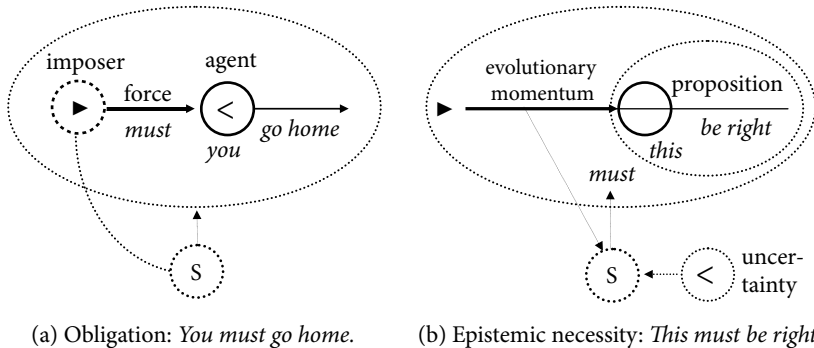 imposer
agent
force
must
<
you
go home
S
(a) Obligation: You must go home.
evolutionary
momentum
proposition
be right
this
must
S
<
uncer-
tainty
(b) Epistemic necessity: This must be right